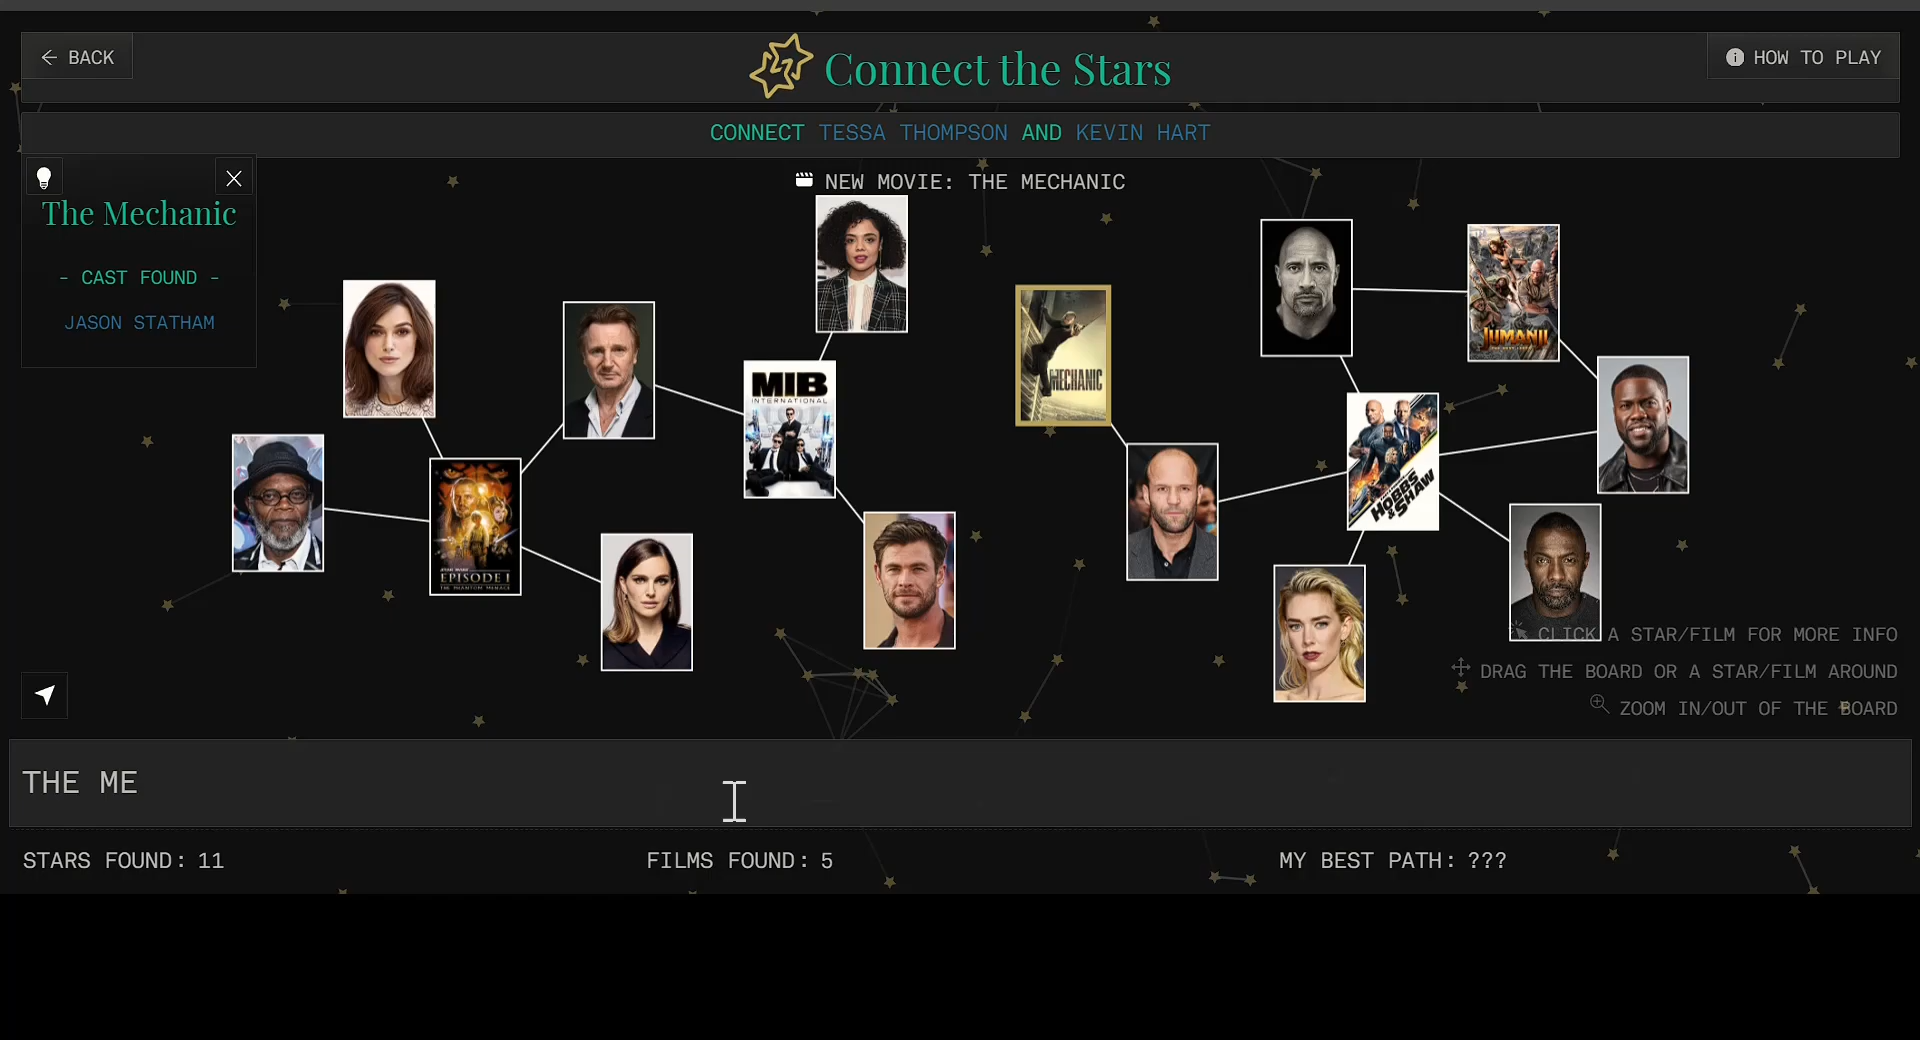 BACK
Connect the Stars
HOW TO PLAY
CONNECT TESSA THOMPSON AND KEVIN HART
NEW MOVIE: THE MECHANIC
The Mechanic
- CAST FOUND -
JASON STATHAM
MIB
INTERNATIONAL
MECHANIC
JUMANJI
HOBBS
& SHAW
EPISODE I
THE PHANTOM MENACE
CLICK A STAR/FILM FOR MORE INFO
DRAG THE BOARD OR A STAR/FILM AROUND
ZOOM IN/OUT OF THE BOARD
THE ME
STARS FOUND: 11
FILMS FOUND: 5
MY BEST PATH: ???